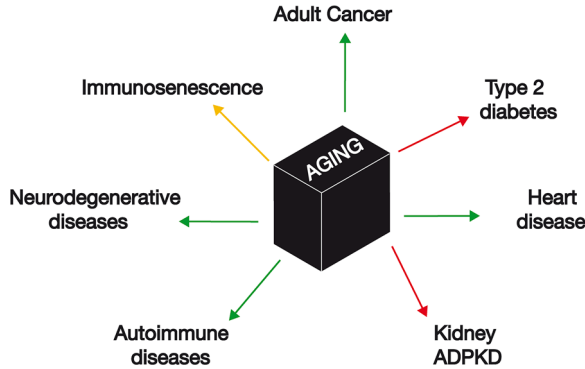 Adult Cancer
Immunosenescence
Type 2
diabetes
AGING
Neurodegenerative
diseases
Heart
disease
Autoimmune
diseases
Kidney
ADPKD